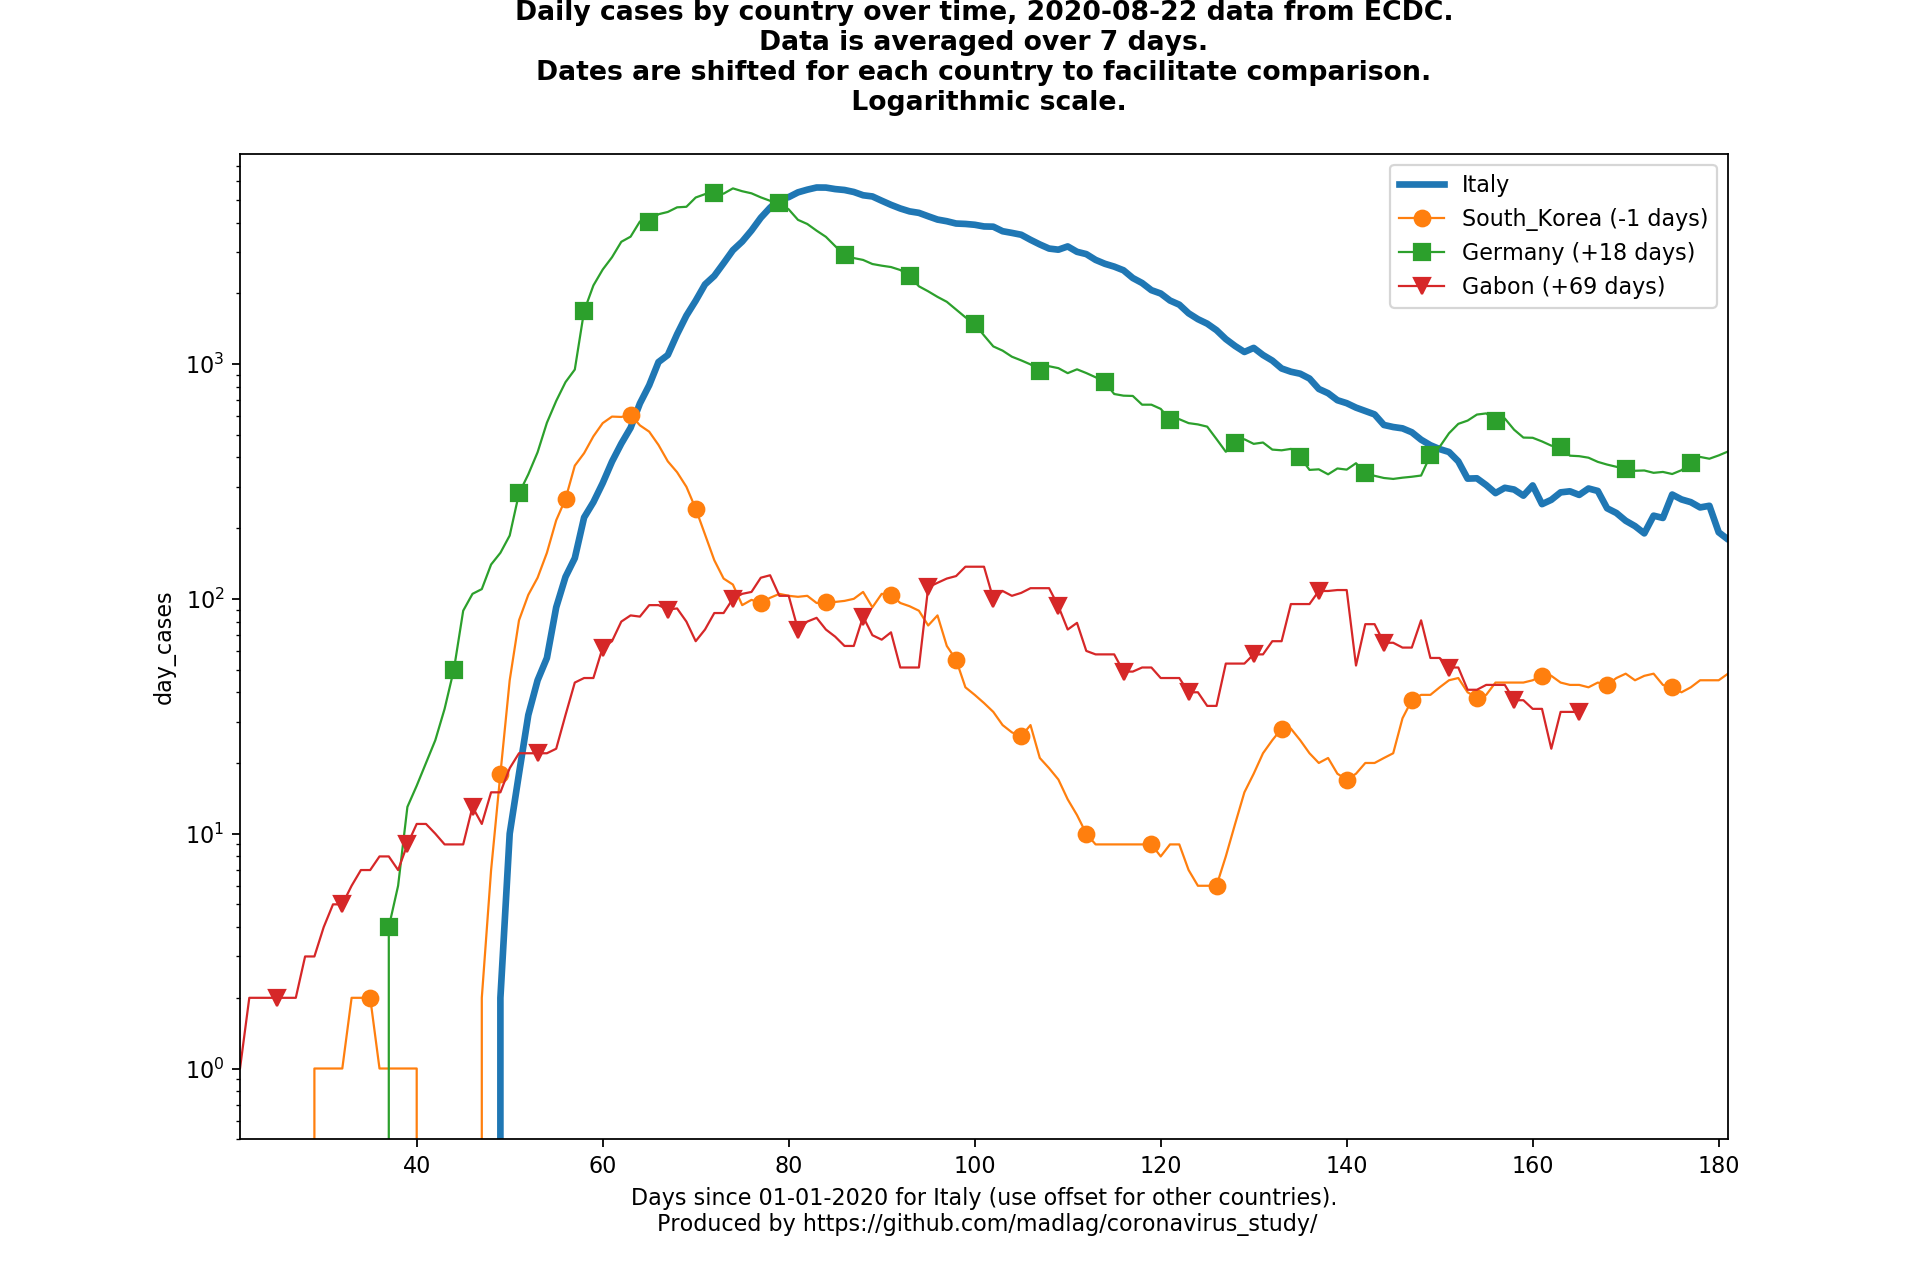 Daily cases by country over time, 2020-08-22 data from ECDC.
Data is averaged over 7 days.
Dates are shifted for each country to facilitate comparison.
Logarithmic scale.
Italy
South_Korea (-1 days)
Germany (+18 days)
Gabon (+69 days)
day_cases
10³
10²
10¹
10⁰
40 60 80 100 120 140 160 180
Days since 01-01-2020 for Italy (use offset for other countries).
Produced by https://github.com/madlag/coronavirus_study/